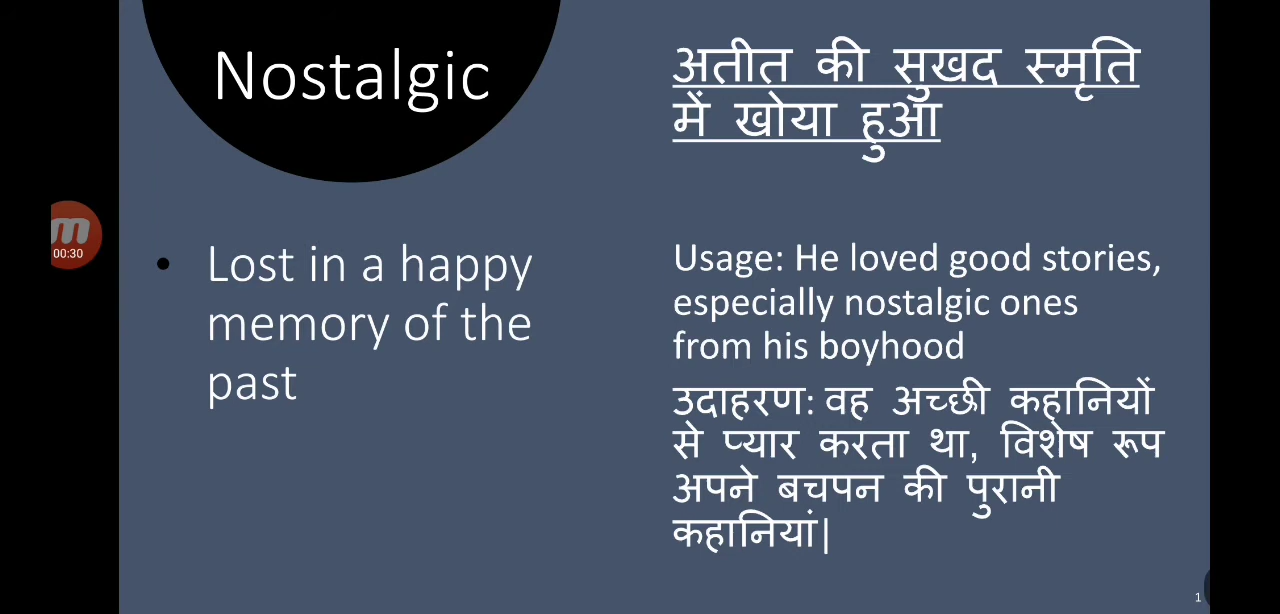 Nostalgic
अतीत की सुखद स्मृति
में खोया हुआ
m
00:30
• Lost in a happy
memory of the
past
Usage: He loved good stories,
especially nostalgic ones
from his boyhood
उदाहरण: वह अच्छी कहानियों
से प्यार करता था, विशेष रूप
अपने बचपन की पुरानी
कहानियां|
1